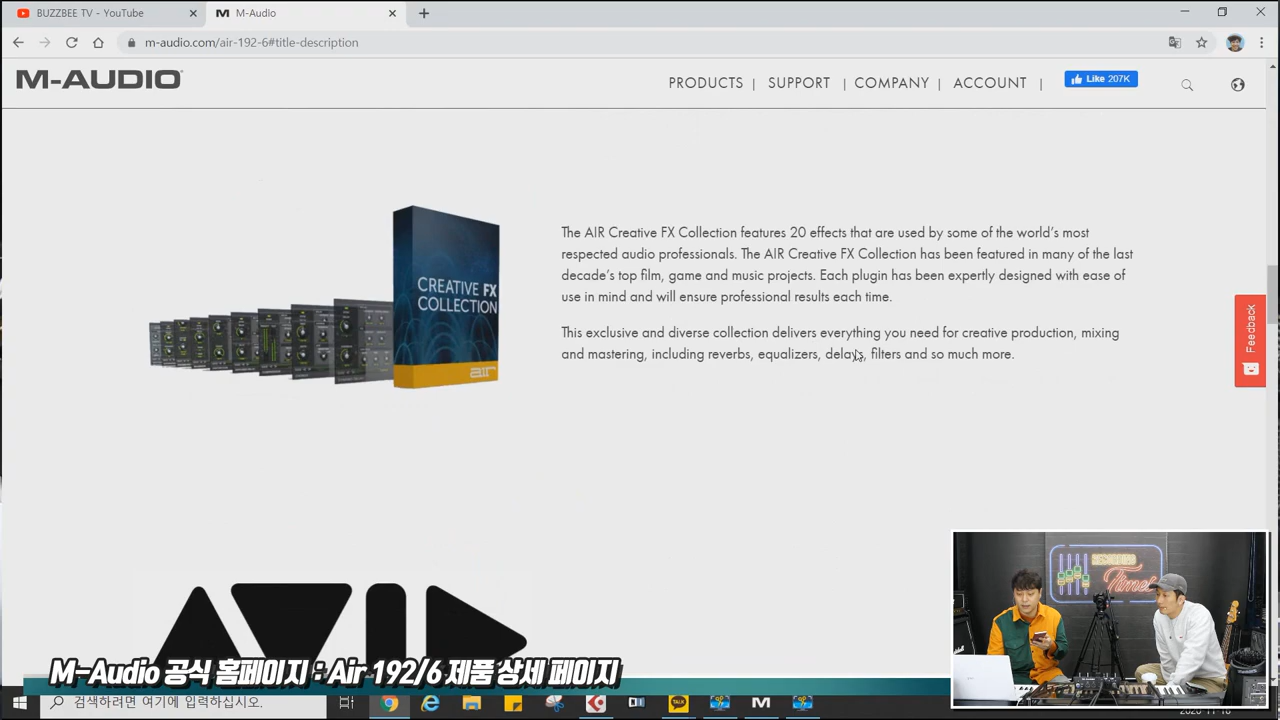 BUZZBEE TV - YouTube
M-Audio
m-audio.com/air-192-6#title-description
M-AUDIO
PRODUCTS | SUPPORT | COMPANY | ACCOUNT |
Like 207K
The AIR Creative FX Collection features 20 effects that are used by some of the world's most
respected audio professionals. The AIR Creative FX Collection has been featured in many of the last
decade's top film, game and music projects. Each plugin has been expertly designed with ease of
use in mind and will ensure professional results each time.
This exclusive and diverse collection delivers everything you need for creative production, mixing
and mastering, including reverbs, equalizers, delays, filters and so much more.
CREATIVE FX
COLLECTION
air
Feedback
AVID
RECORDING
Time!
M-Audio 공식 홈페이지 : Air 192/6 제품 상세 페이지
검색하려면 여기에 입력하십시오.
TALK